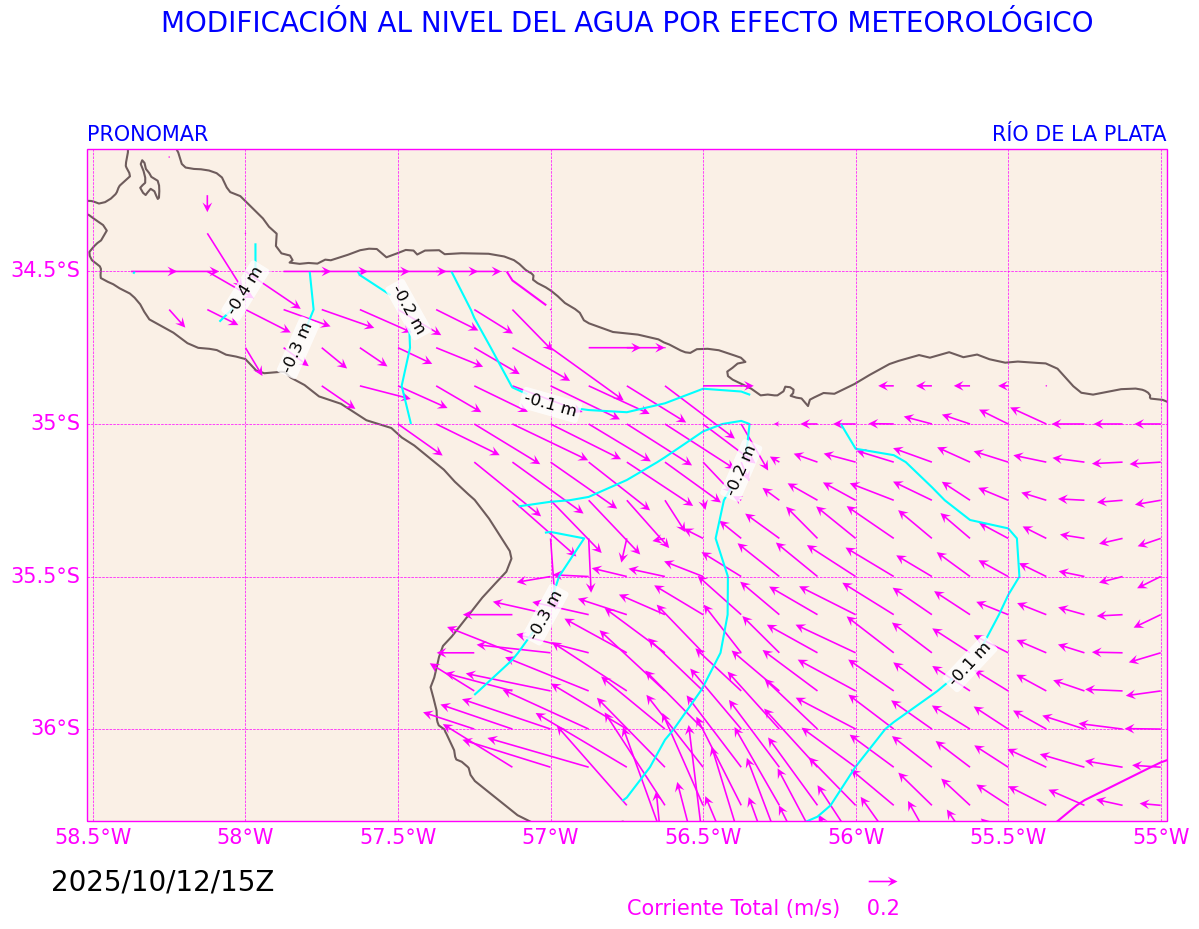 MODIFICACIÓN AL NIVEL DEL AGUA POR EFECTO METEOROLÓGICO
PRONOMAR
RÍO DE LA PLATA
34.5°S
35°S
35.5°S
36°S
-0.4 m
-0.3 m
-0.2 m
-0.1 m
-0.2 m
-0.3 m
-0.1 m
58.5°W
58°W
57.5°W
57°W
56.5°W
56°W
55.5°W
55°W
2025/10/12/15Z
Corriente Total (m/s)
0.2